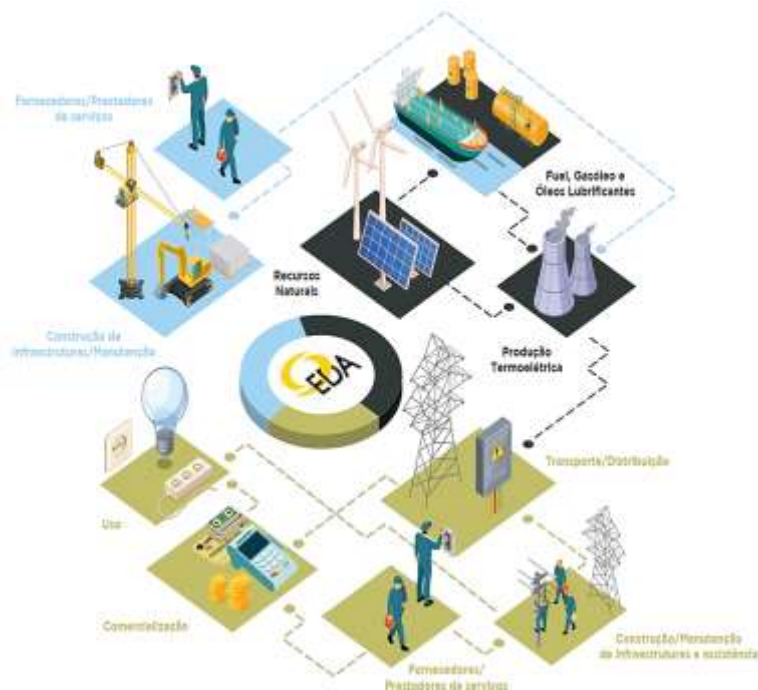 Fornecedores/Prestadores
de serviços
Fuel, Gasóleo e
Óleos Lubrificantes
Recursos
Naturais
Construção de
Infraestruturas/Manutenção
EDA
Produção
Termoelétrica
Transporte/Distribuição
Uso
Comercialização
Construção/Manutenção
de Infraestruturas e assistência
Fornecedores/
Prestadores de serviços